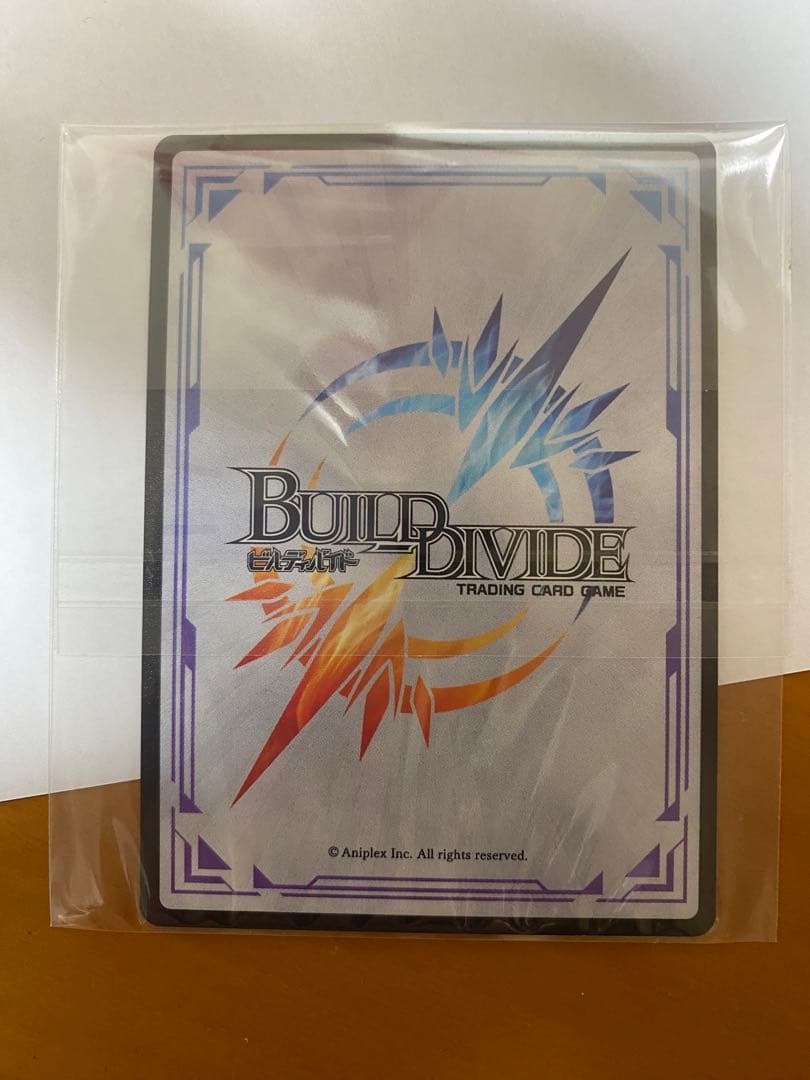 BUILD DIVIDE
ビルディバイド
TRADING CARD GAME
© Aniplex Inc. All rights reserved.